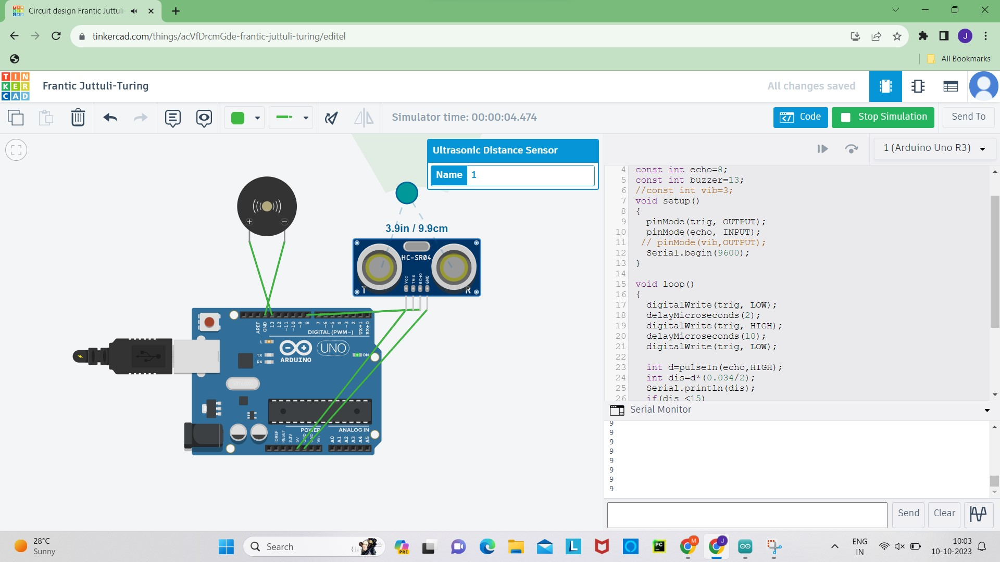 Circuit design Frantic Juttuli
tinkercad.com/things/acVfDrcmGde-frantic-juttuli-turing/editel
J
All Bookmarks
TIN
KER
CAD
Frantic Juttuli-Turing
All changes saved
Simulator time: 00:00:04.474
Code
Stop Simulation
Send To
Ultrasonic Distance Sensor
Name 1
1 (Arduino Uno R3)
3.9in / 9.9cm
HC-SR04
VCC
TRIG
ECHO
GND
T
R
+
−
AREF
GND
13
12
~11
~10
~9
8
7
~6
~5
4
~3
2
TX→1
RX←0
DIGITAL (PWM~)
L
TX
RX
ARDUINO
UNO
ON
POWER
ANALOG IN
IOREF
RESET
3.3V
5V
GND
GND
Vin
A0
A1
A2
A3
A4
A5
4 const int echo=8;
5 const int buzzer=13;
6 //const int vib=3;
7 void setup()
8 {
9 pinMode(trig, OUTPUT);
10 pinMode(echo, INPUT);
11 // pinMode(vib,OUTPUT);
12 Serial.begin(9600);
13 }
14
15 void loop()
16 {
17 digitalWrite(trig, LOW);
18 delayMicroseconds(2);
19 digitalWrite(trig, HIGH);
20 delayMicroseconds(10);
21 digitalWrite(trig, LOW);
22
23 int d=pulseIn(echo,HIGH);
24 int dis=d*(0.034/2);
25 Serial.println(dis);
26 if(dis <15)
Serial Monitor
9
9
9
9
9
9
9
9
Send
Clear
28°C
Sunny
Search
PRE
L
PC
M
J
ENG
IN
10:03
10-10-2023